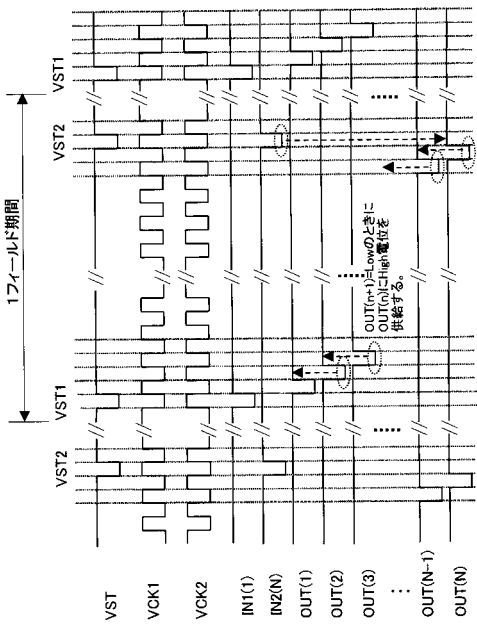 1フィールド期間
VST2
VST1
VST2
VST1
VST
VCK1
VCK2
IN1(1)
IN2(N)
OUT(1)
OUT(2)
OUT(3)
⋮
OUT(N-1)
OUT(N)
OUT(n+1)=Lowのときに
OUT(n)にHigh電位を
供給する。